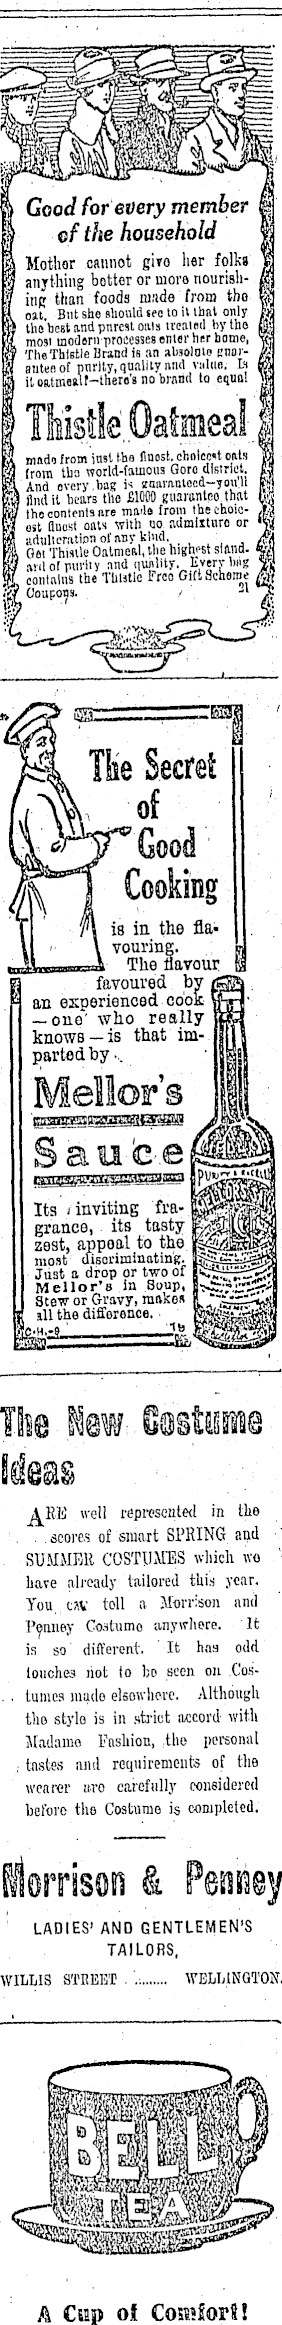 Good for every member
of the household
Mother cannot give her folks
anything better or more nourish-
ing than foods made from the
oat. But she should see to it that only
the best and purest oats treated by the
most modern processes enter her home,
The Thistle Brand is an absolute guar-
antee of purity, quality and value. Is
it oatmeal?—there's no brand to equal
Thistle Oatmeal
made from just the finest, choicest oats
from the world-famous Gore district.
And every bag is guaranteed—you'll
find it bears the £1000 guarantee that
the contents are made from the choic-
est finest oats with no admixture or
adulteration of any kind.
Get Thistle Oatmeal, the highest stand-
ard of purity and quality. Every bag
contains the Thistle Free Gift Scheme
Coupons. 21
The Secret
of
Good
Cooking
is in the fla-
vouring.
The flavour
favoured by
an experienced cook
— one who really
knows — is that im-
parted by
Mellor's
Sauce
Its inviting fra-
grance, its tasty
zest, appeal to the
most discriminating.
Just a drop or two of
Mellor's in Soup,
Stew or Gravy, makes
all the difference.
The New Costume
Ideas
ARE well represented in the
scores of smart SPRING and
SUMMER COSTUMES which we
have already tailored this year.
You can tell a Morrison and
Penney Costume anywhere. It
is so different. It has odd
touches not to be seen on Cos-
tumes made elsewhere. Although
the style is in strict accord with
Madame Fashion, the personal
tastes and requirements of the
wearer are carefully considered
before the Costume is completed.
Morrison & Penney
LADIES' AND GENTLEMEN'S
TAILORS,
WILLIS STREET ......... WELLINGTON.
BELL
TEA
A Cup of Comfort!